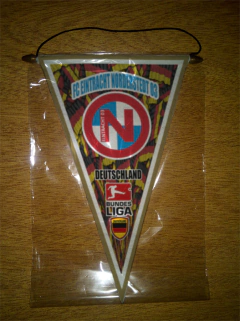 FC EINTRACHT NORDERSTEDT 03
N
DEUTSCHLAND
BUNDES
LIGA